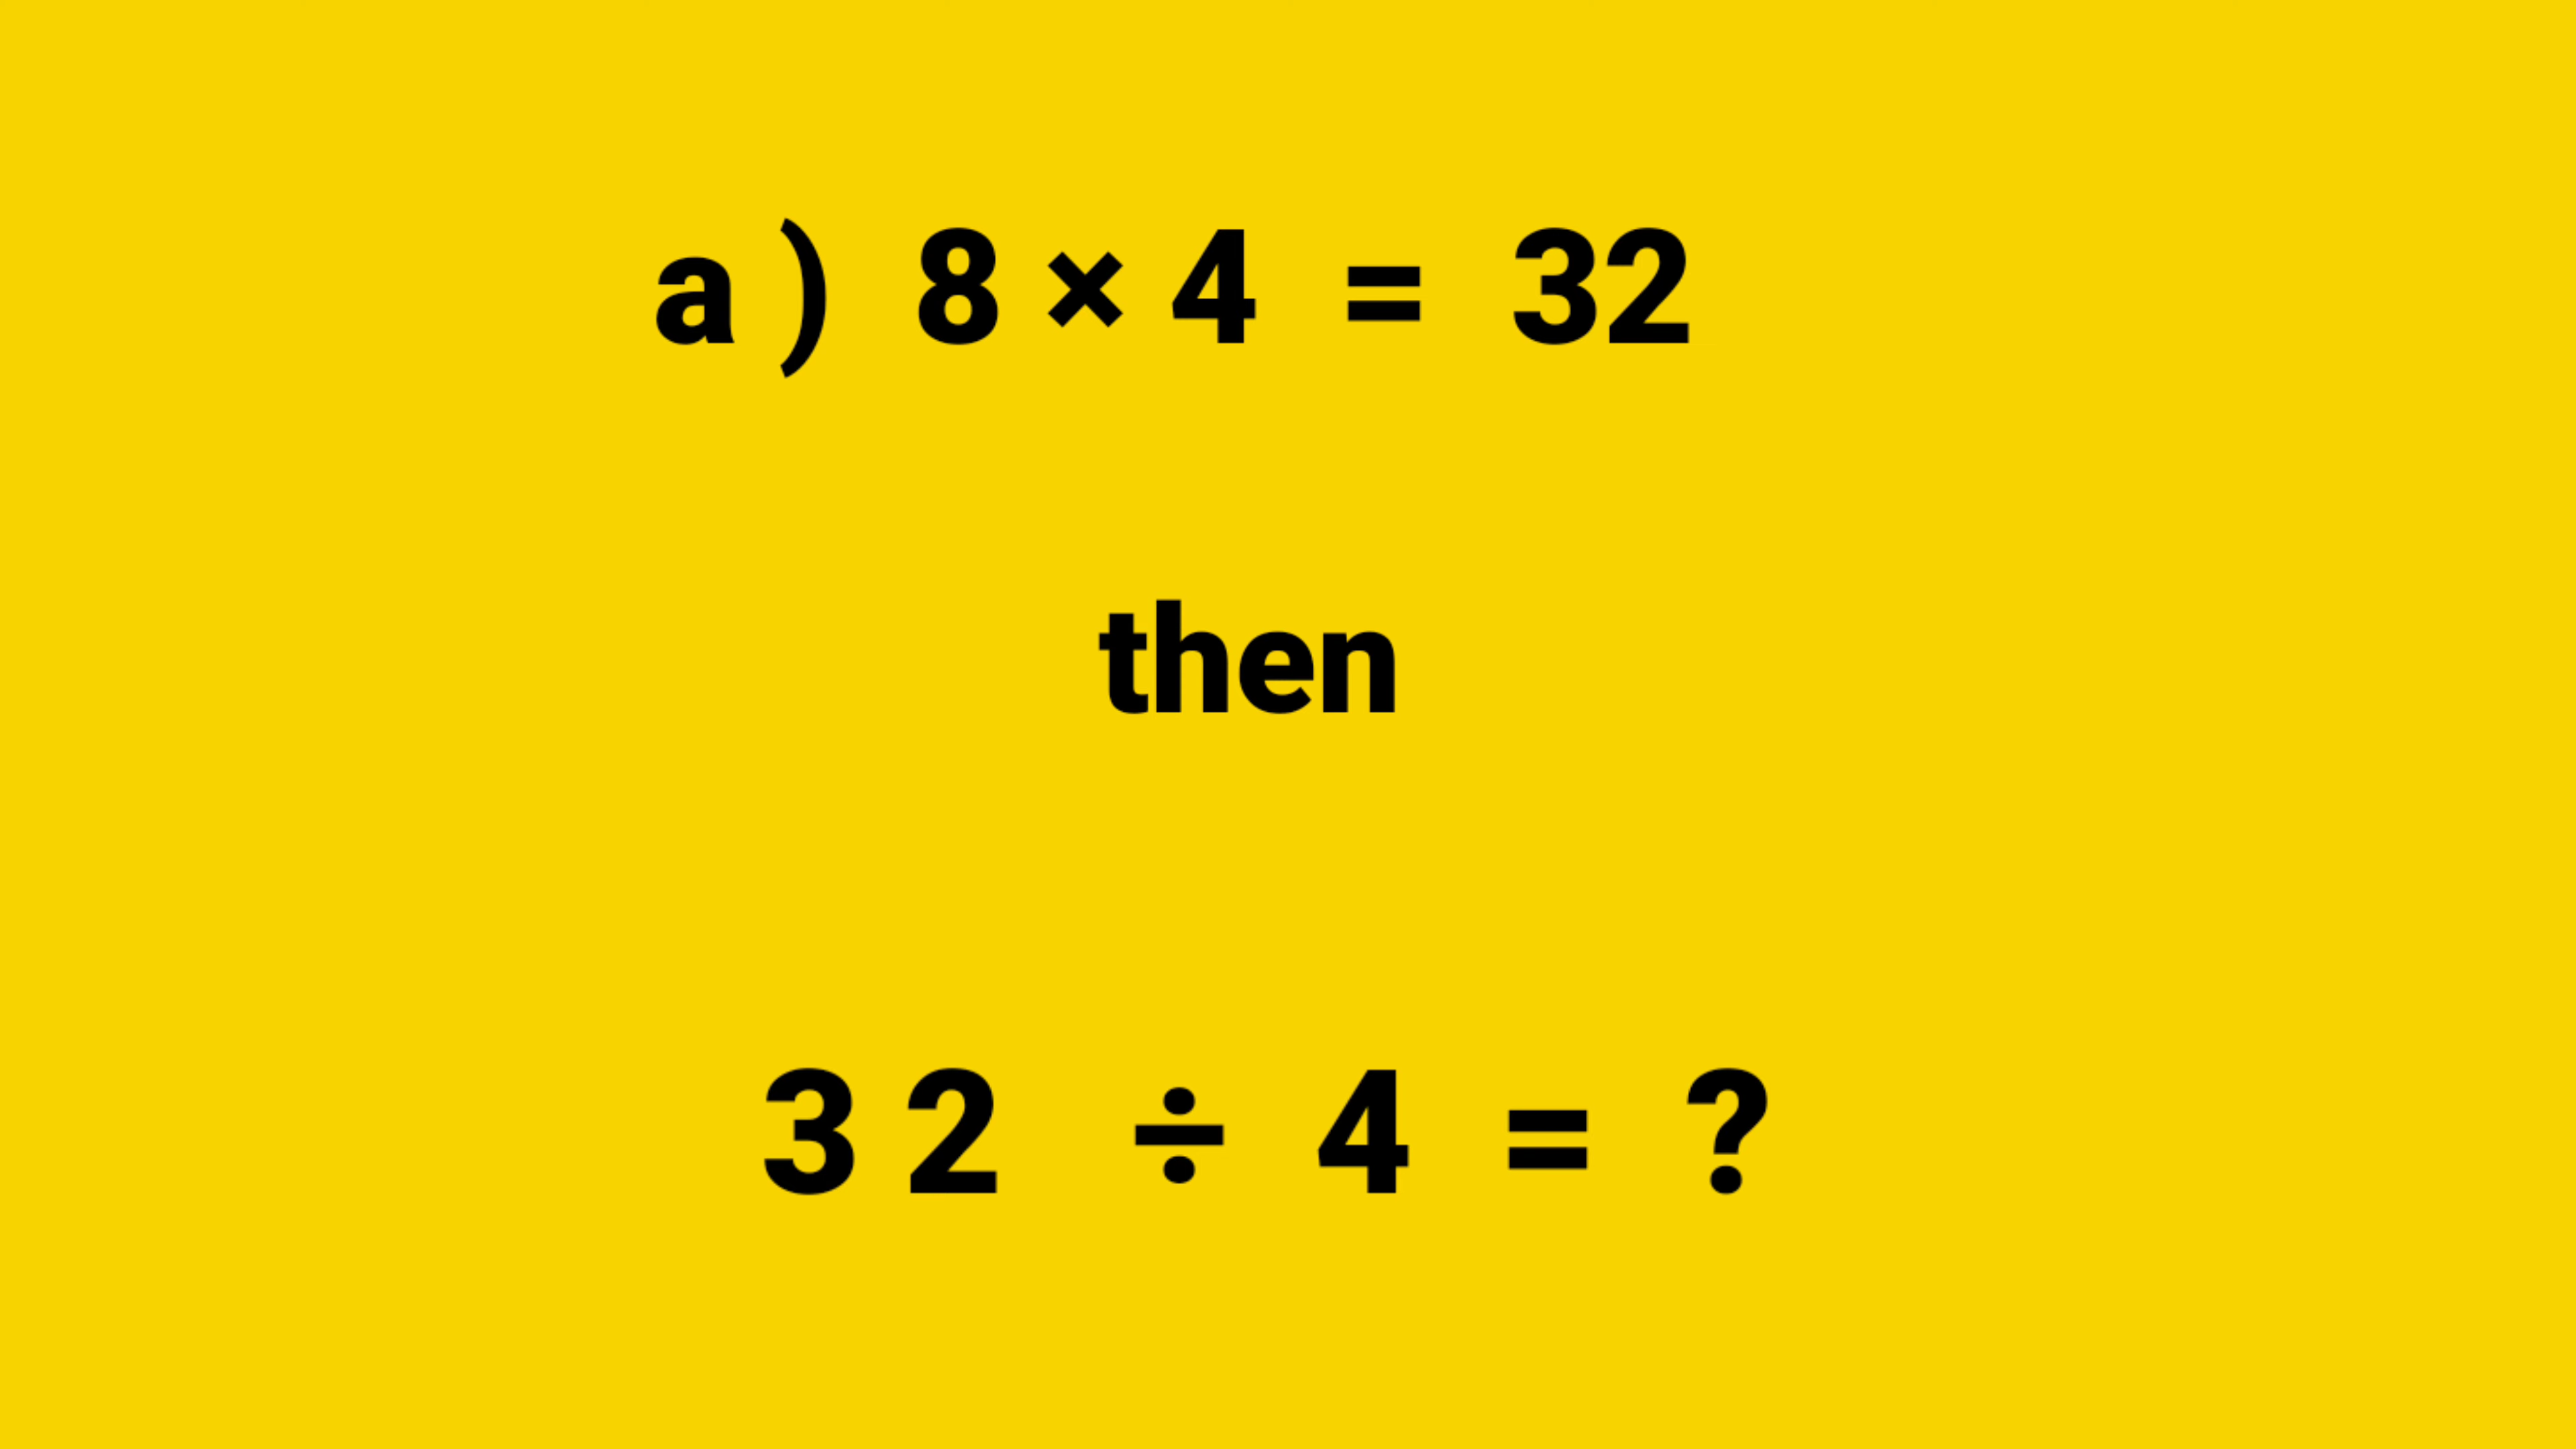 a ) 8 × 4 = 32
then
3 2 ÷ 4 = ?